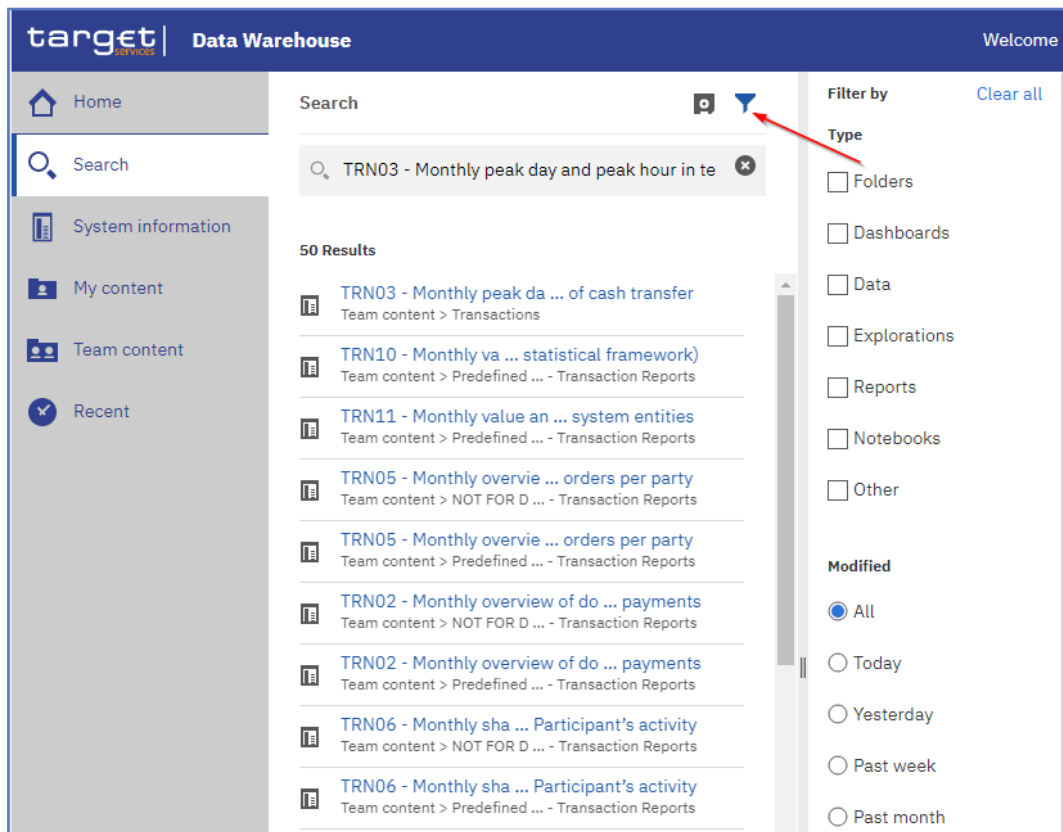 target services | Data Warehouse
Welcome
Home
Search
System information
My content
Team content
Recent
Search
TRN03 - Monthly peak day and peak hour in te
50 Results
TRN03 - Monthly peak da ... of cash transfer
Team content > Transactions
TRN10 - Monthly va ... statistical framework)
Team content > Predefined ... - Transaction Reports
TRN11 - Monthly value an ... system entities
Team content > Predefined ... - Transaction Reports
TRN05 - Monthly overvie ... orders per party
Team content > NOT FOR D ... - Transaction Reports
TRN05 - Monthly overvie ... orders per party
Team content > Predefined ... - Transaction Reports
TRN02 - Monthly overview of do ... payments
Team content > NOT FOR D ... - Transaction Reports
TRN02 - Monthly overview of do ... payments
Team content > Predefined ... - Transaction Reports
TRN06 - Monthly sha ... Participant's activity
Team content > NOT FOR D ... - Transaction Reports
TRN06 - Monthly sha ... Participant's activity
Team content > Predefined ... - Transaction Reports
Filter by
Clear all
Type
Folders
Dashboards
Data
Explorations
Reports
Notebooks
Other
Modified
All
Today
Yesterday
Past week
Past month